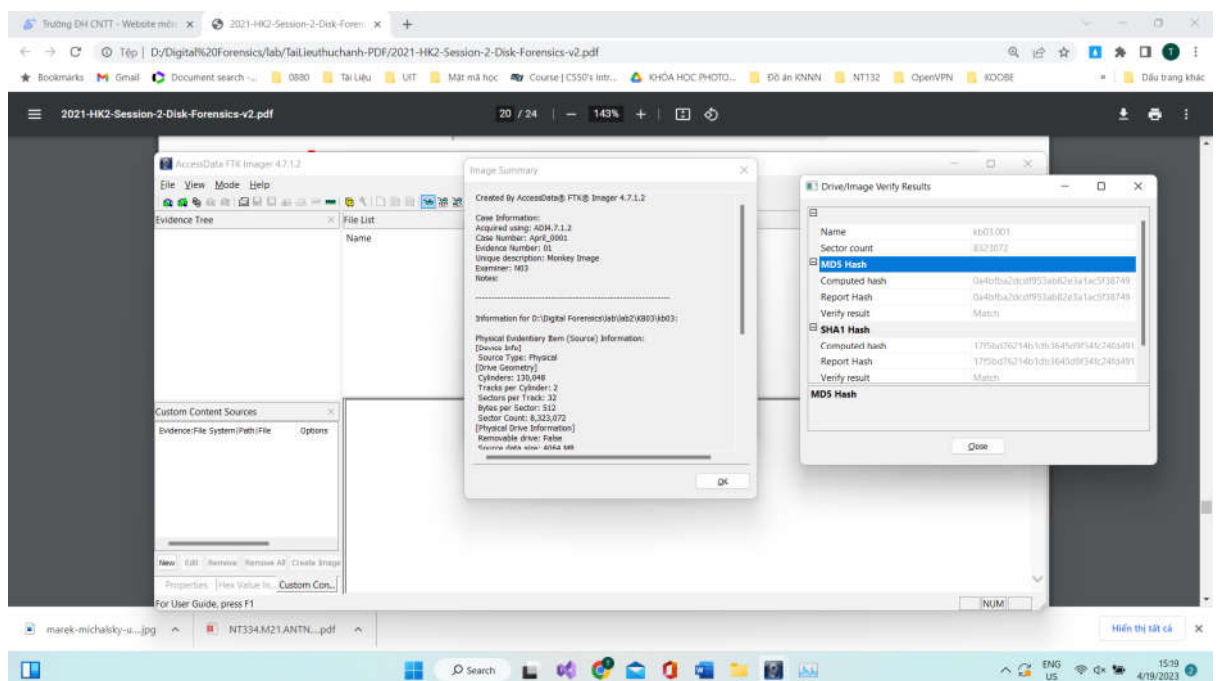 Trường ĐH CNTT - Website môn
2021-HK2-Session-2-Disk-Foren
Tệp | D:/Digital%20Forensics/lab/TaiLieuthuchanh-PDF/2021-HK2-Session-2-Disk-Forensics-v2.pdf
Bookmarks Gmail Document search -... 0880 Tài Liệu UIT Mật mã học Course | CS50's Intr... KHÓA HỌC PHOTO... Đồ án KNNN NT132 OpenVPN Dấu trang khác
2021-HK2-Session-2-Disk-Forensics-v2.pdf 20 / 24 | − 143% +
AccessData FTK Imager 4.7.1.2
File View Mode Help
Evidence Tree
File List
Name
Custom Content Sources
Evidence:File System|Path|File Options
New Edit Remove Remove All Create Image
Properties Hex Value In... Custom Con...
For User Guide, press F1
NUM
Image Summary
Created By AccessData® FTK® Imager 4.7.1.2
Case Information:
Acquired using: ADI4.7.1.2
Case Number: April_0001
Evidence Number: 01
Unique description: Monkey Image
Examiner: N03
Notes:
--------------------------------------------------------------
Information for D:\Digital Forensics\lab\lab2\KB03\kb03:
Physical Evidentiary Item (Source) Information:
[Device Info]
Source Type: Physical
[Drive Geometry]
Cylinders: 130,048
Tracks per Cylinder: 2
Sectors per Track: 32
Bytes per Sector: 512
Sector Count: 8,323,072
[Physical Drive Information]
Removable drive: False
Source data size: 4064 MB
OK
Drive/Image Verify Results
Name kb03.001
Sector count 8323072
MD5 Hash
Computed hash
Report Hash
Verify result Match
SHA1 Hash
Computed hash
Report Hash
Verify result Match
MD5 Hash
Close
marek-michalsky-u....jpg
NT334.M21.ANTN....pdf
Hiển thị tất cả
Search
ENG
US
15:19
4/19/2023